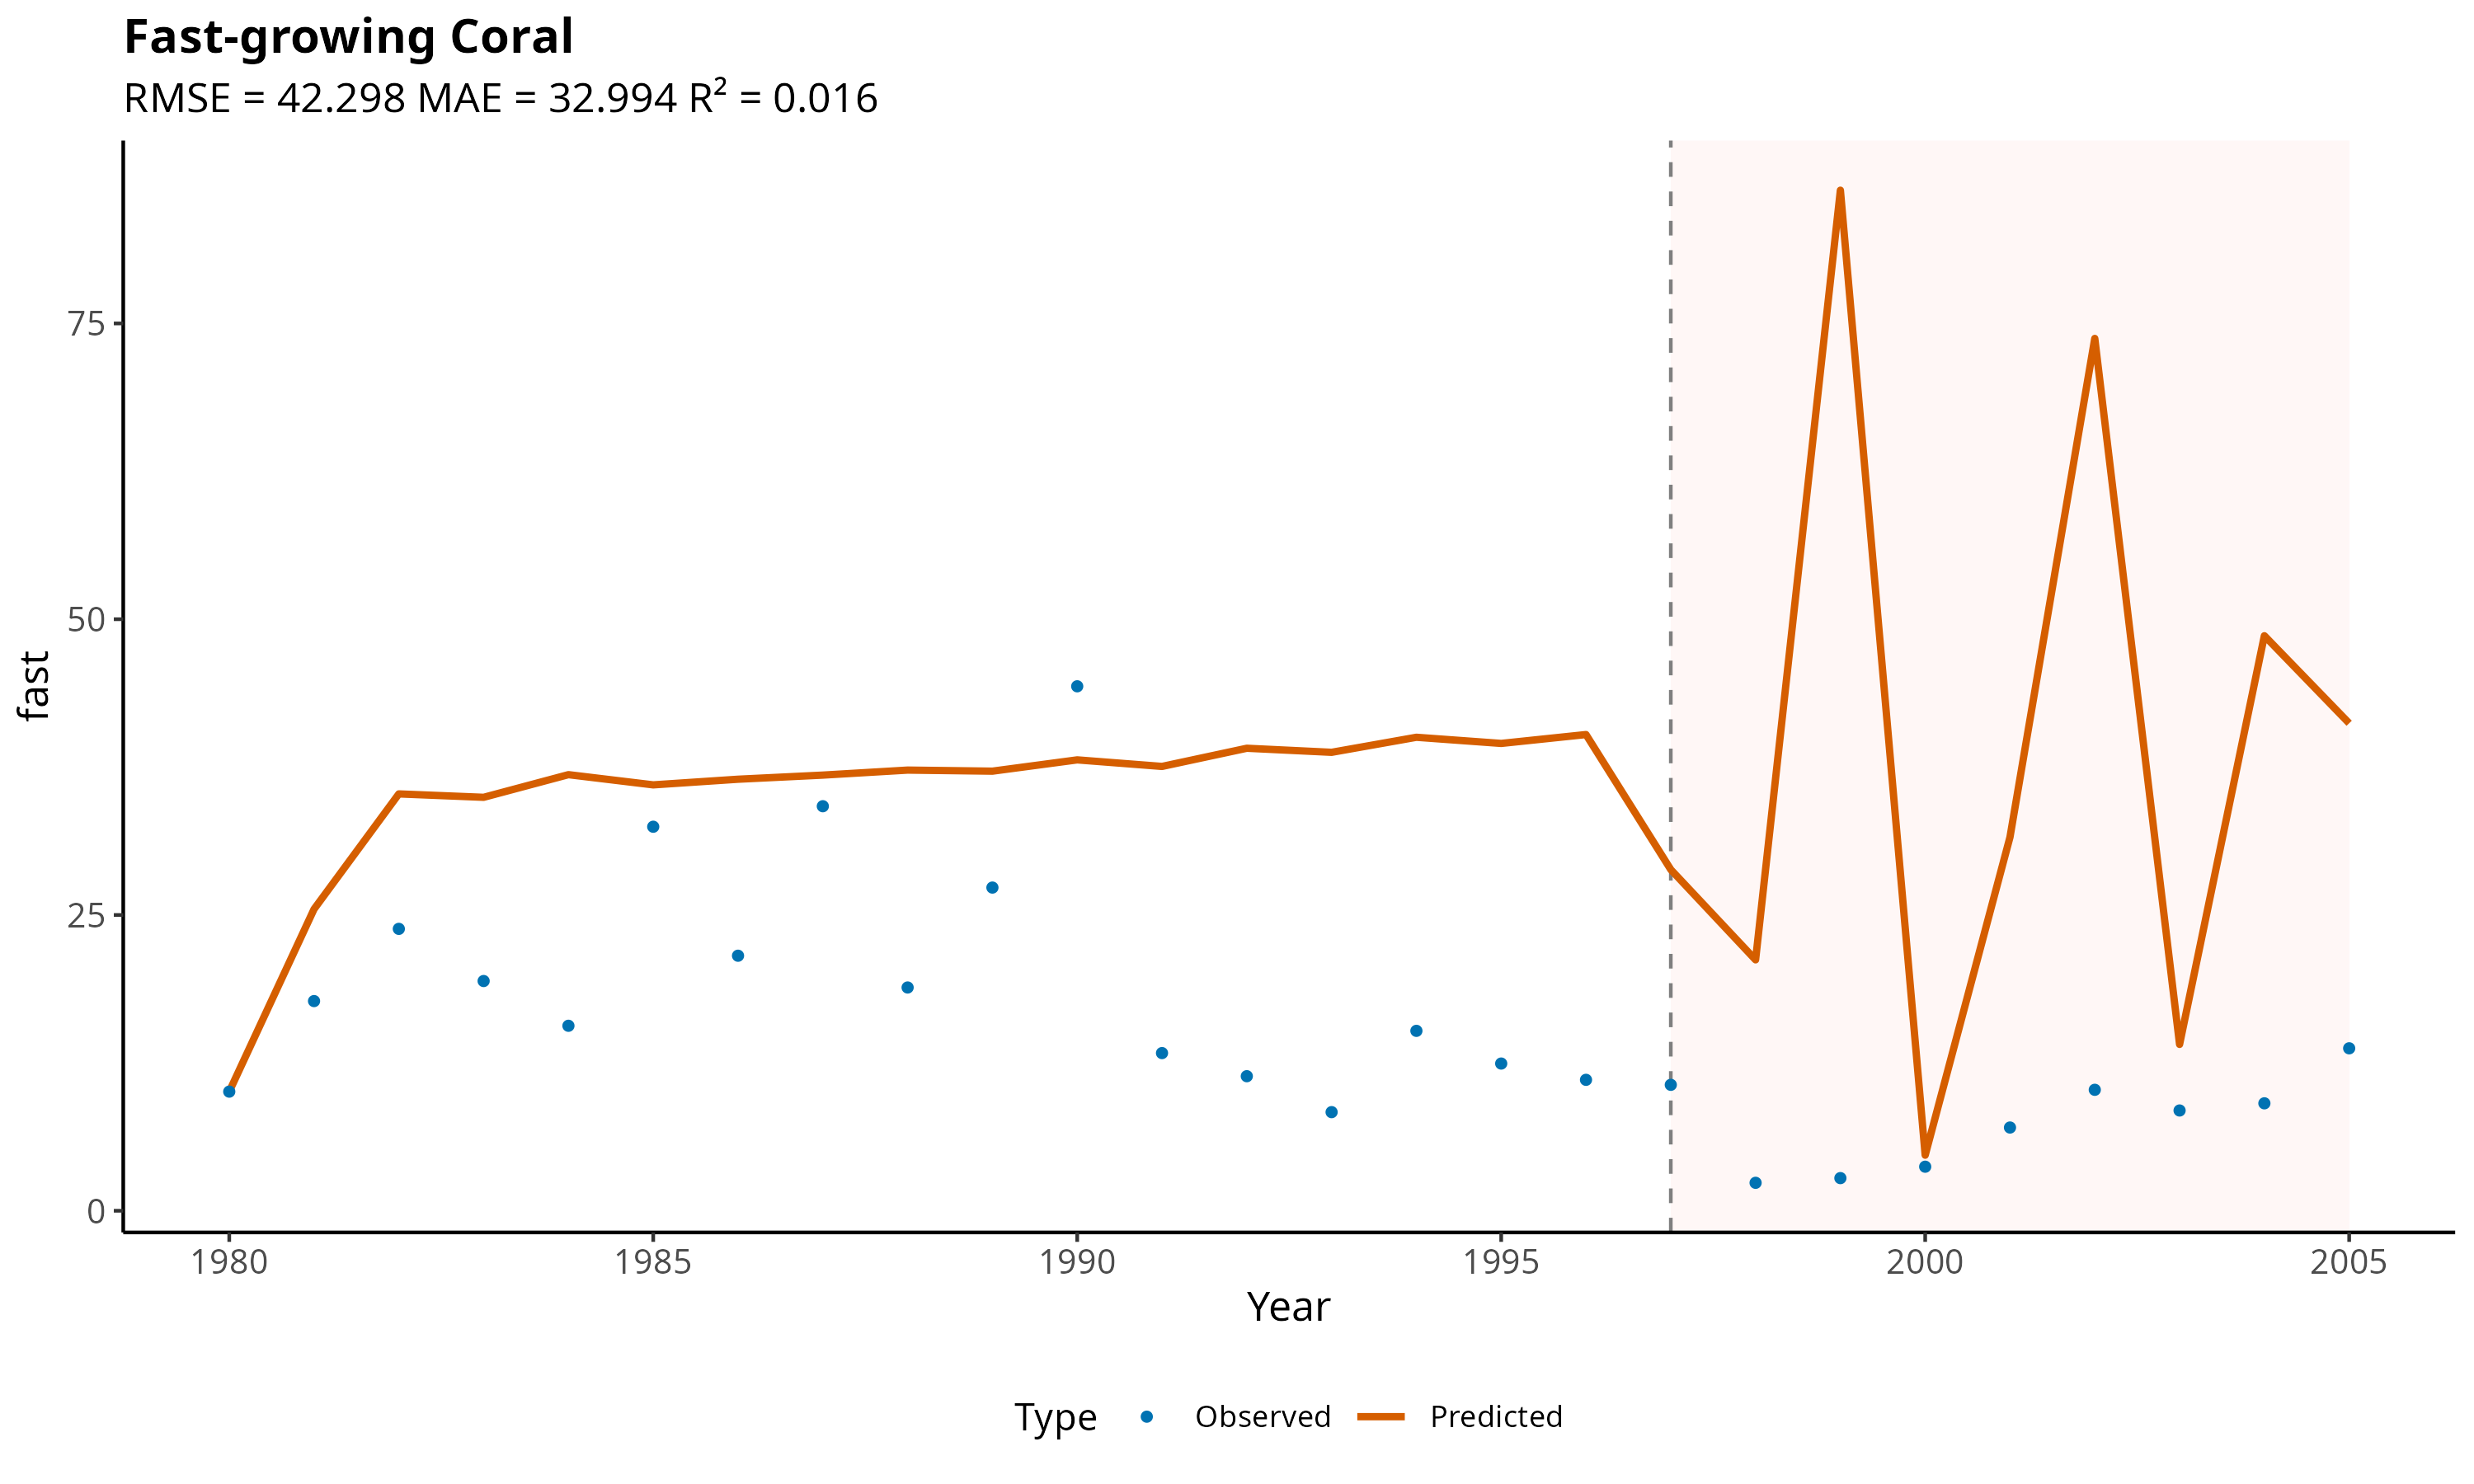 Fast-growing Coral
RMSE = 42.298 MAE = 32.994 R² = 0.016
75
50
25
0
fast
1980 1985 1990 1995 2000 2005
Year
Type Observed Predicted